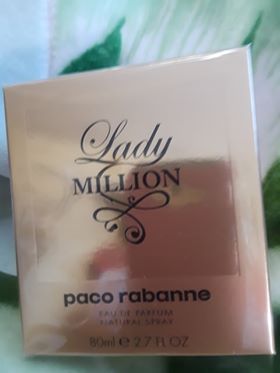 Lady
MILLION
paco rabanne
EAU DE PARFUM
NATURAL SPRAY
80ml e 2.7 FL OZ